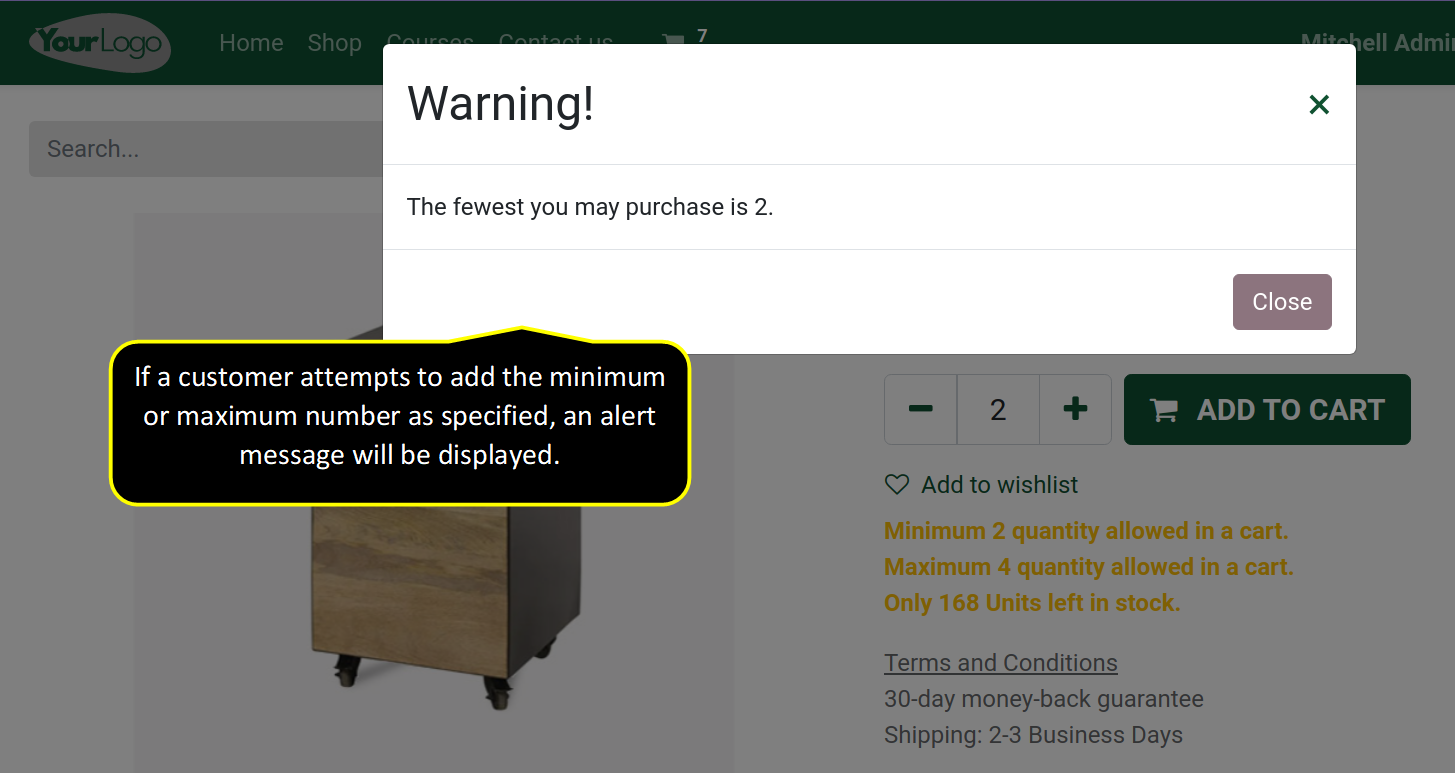 YourLogo
Home Shop Courses Contact us 7 Mitchell Admin
Warning!
×
Search...
The fewest you may purchase is 2.
Close
If a customer attempts to add the minimum
or maximum number as specified, an alert
message will be displayed.
2
ADD TO CART
Add to wishlist
Minimum 2 quantity allowed in a cart.
Maximum 4 quantity allowed in a cart.
Only 168 Units left in stock.
Terms and Conditions
30-day money-back guarantee
Shipping: 2-3 Business Days